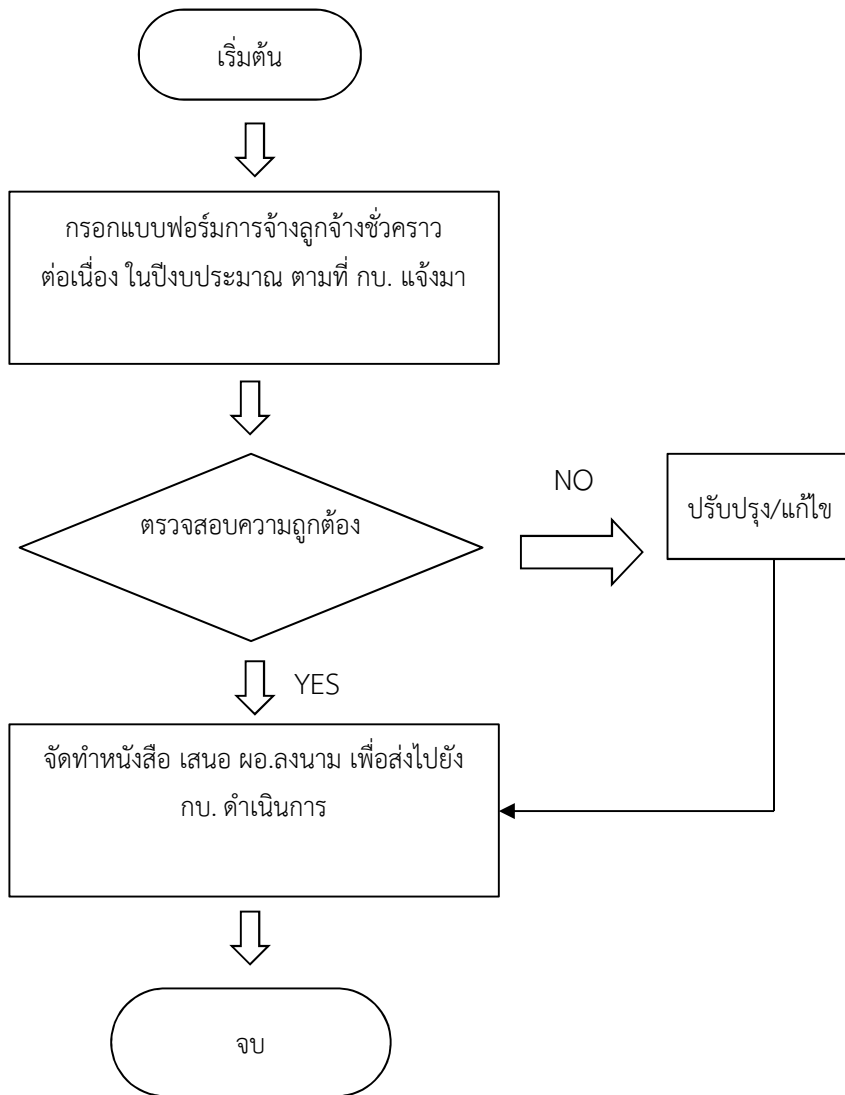 เริ่มต้น
กรอกแบบฟอร์มการจ้างลูกจ้างชั่วคราว
ต่อเนื่อง ในปีงบประมาณ ตามที่ กบ. แจ้งมา
ตรวจสอบความถูกต้อง
NO
ปรับปรุง/แก้ไข
YES
จัดทำหนังสือ เสนอ ผอ.ลงนาม เพื่อส่งไปยัง
กบ. ดำเนินการ
จบ